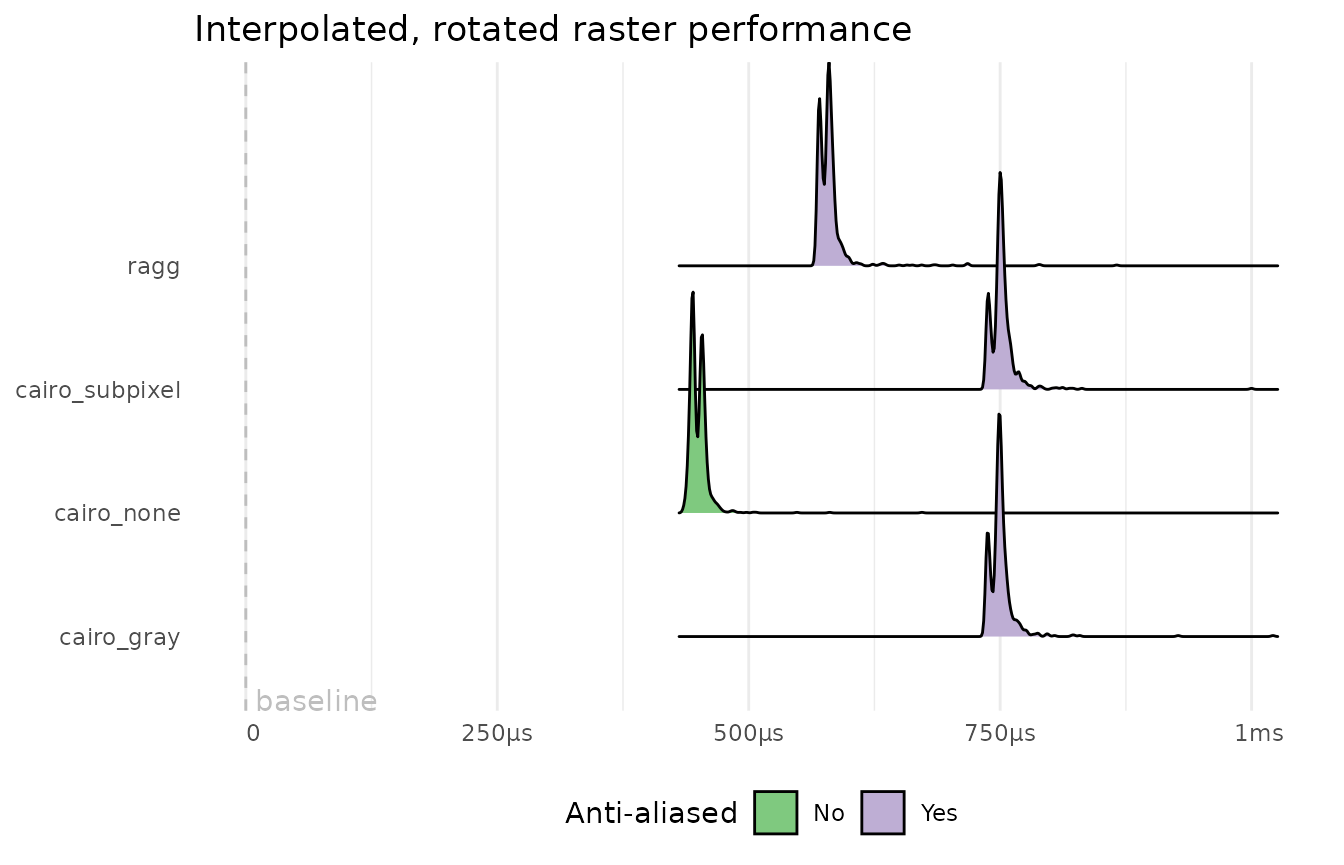 Interpolated, rotated raster performance
ragg
cairo_subpixel
cairo_none
cairo_gray
baseline
0 250µs 500µs 750µs 1ms
Anti-aliased No Yes